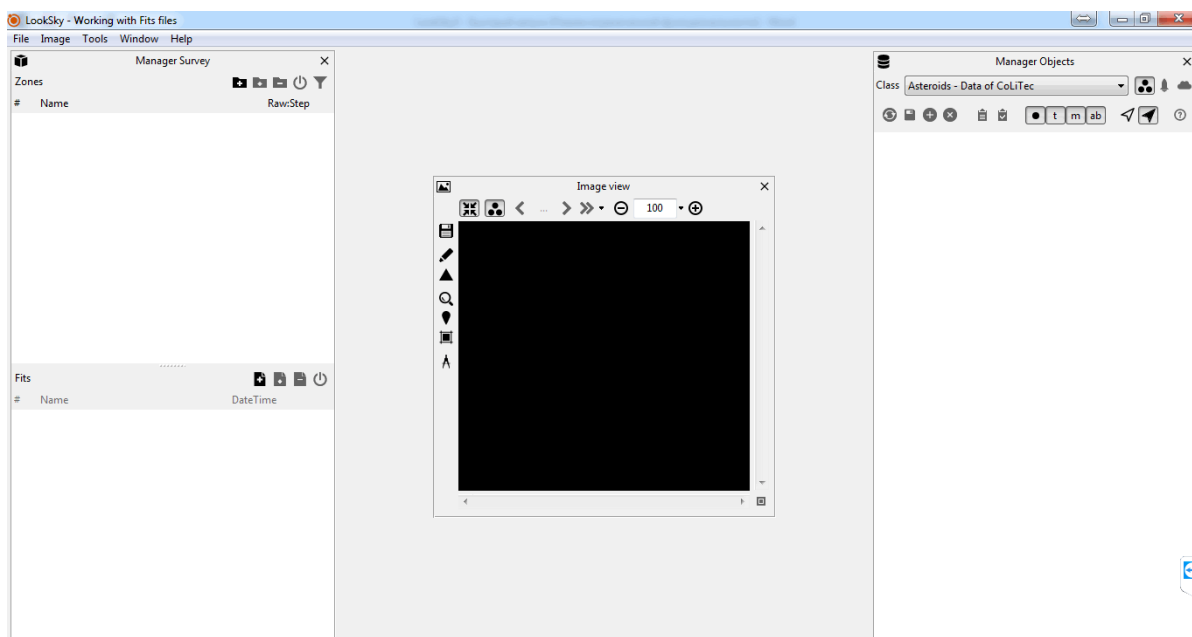 LookSky - Working with Fits files
File Image Tools Window Help
Manager Survey
Zones
# Name Raw:Step
Fits
# Name DateTime
Image view
... 100
Manager Objects
Class Asteroids - Data of CoLiTec
t m ab